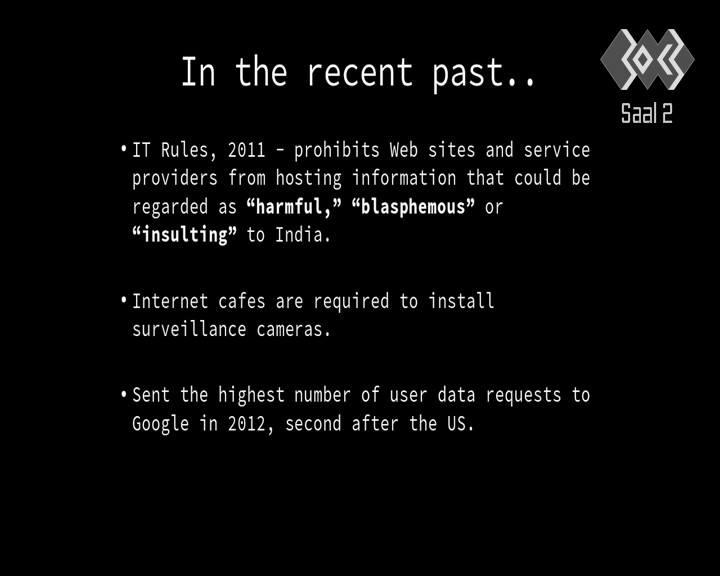 In the recent past..
Saal 2
•IT Rules, 2011 – prohibits Web sites and service
providers from hosting information that could be
regarded as “harmful,” “blasphemous” or
“insulting” to India.
•Internet cafes are required to install
surveillance cameras.
•Sent the highest number of user data requests to
Google in 2012, second after the US.